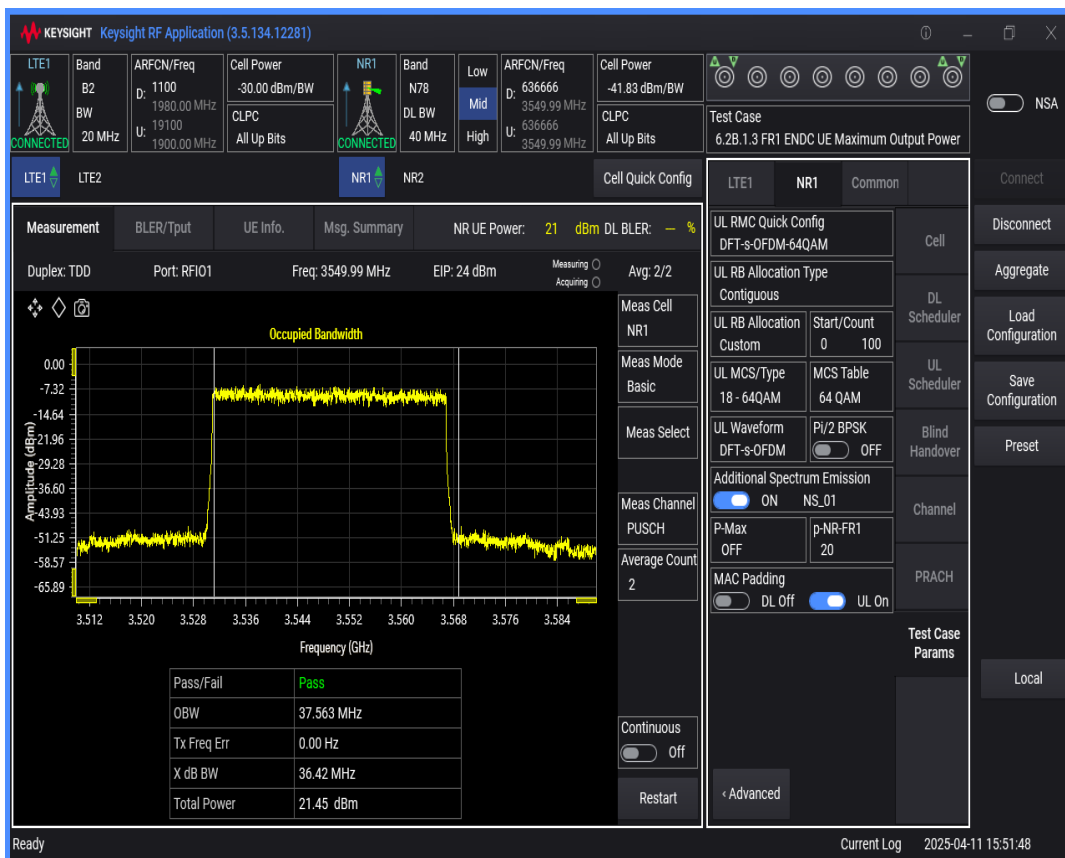 KEYSIGHT Keysight RF Application (3.5.134.12281)
LTE1
CONNECTED
Band
B2
BW
20 MHz
ARFCN/Freq
D: 1100
1980.00 MHz
U: 19100
1900.00 MHz
Cell Power
-30.00 dBm/BW
CLPC
All Up Bits
NR1
CONNECTED
Band
N78
DL BW
40 MHz
Low
Mid
High
ARFCN/Freq
D: 636666
3549.99 MHz
U: 636666
3549.99 MHz
Cell Power
-41.83 dBm/BW
CLPC
All Up Bits
Test Case
6.2B.1.3 FR1 ENDC UE Maximum Output Power
NSA
LTE1 LTE2 NR1 NR2 Cell Quick Config
Measurement BLER/Tput UE Info. Msg. Summary NR UE Power: 21 dBm DL BLER: — %
Duplex: TDD Port: RFIO1 Freq: 3549.99 MHz EIP: 24 dBm Measuring Avg: 2/2
Acquiring
Occupied Bandwidth
Amplitude (dBm)
0.00
-7.32
-14.64
-21.96
-29.28
-36.60
-43.93
-51.25
-58.57
-65.89
3.512 3.520 3.528 3.536 3.544 3.552 3.560 3.568 3.576 3.584
Frequency (GHz)
Pass/Fail Pass
OBW 37.563 MHz
Tx Freq Err 0.00 Hz
X dB BW 36.42 MHz
Total Power 21.45 dBm
Meas Cell
NR1
Meas Mode
Basic
Meas Select
Meas Channel
PUSCH
Average Count
2
Continuous
Off
Restart
LTE1 NR1 Common
UL RMC Quick Config
DFT-s-OFDM-64QAM
UL RB Allocation Type
Contiguous
UL RB Allocation Start/Count
Custom 0 100
UL MCS/Type MCS Table
18 - 64QAM 64 QAM
UL Waveform Pi/2 BPSK
DFT-s-OFDM OFF
Additional Spectrum Emission
ON NS_01
P-Max p-NR-FR1
OFF 20
MAC Padding
DL Off UL On
‹ Advanced
Cell
DL
Scheduler
UL
Scheduler
Blind
Handover
Channel
PRACH
Test Case
Params
Connect
Disconnect
Aggregate
Load
Configuration
Save
Configuration
Preset
Local
Ready Current Log 2025-04-11 15:51:48